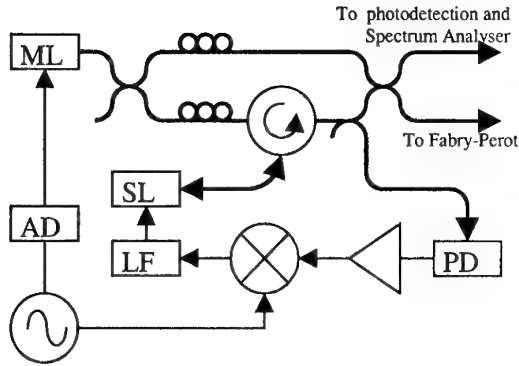 To photodetection and
Spectrum Analyser
ML
To Fabry-Perot
SL
AD
LF
PD